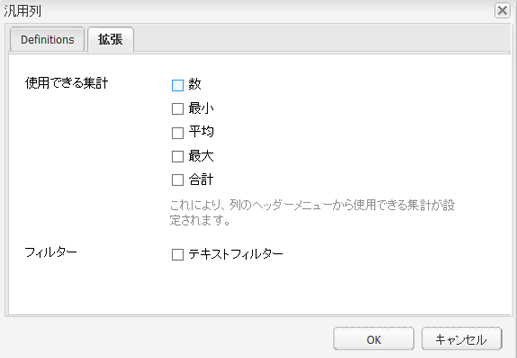 汎用列
Definitions
拡張
使用できる集計
数
最小
平均
最大
合計
これにより、列のヘッダーメニューから使用できる集計が設
定されます。
フィルター
テキストフィルター
OK
キャンセル